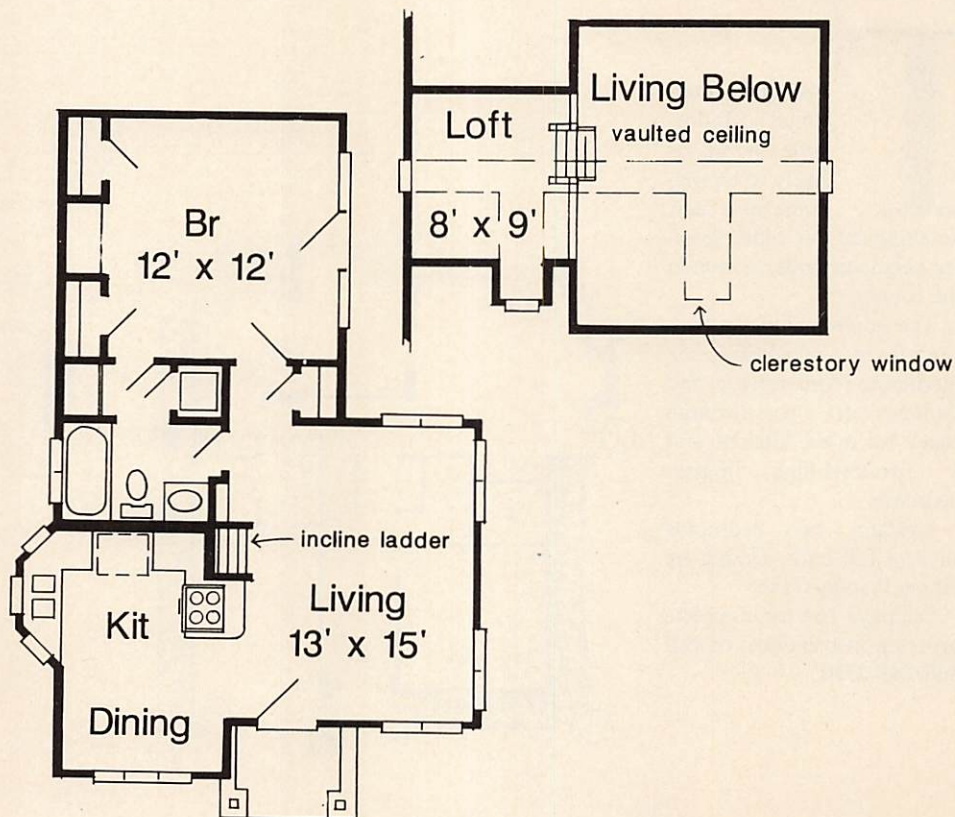 Living Below
vaulted ceiling
Loft
8' x 9'
clerestory window
Br
12' x 12'
incline ladder
Living
13' x 15'
Kit
Dining